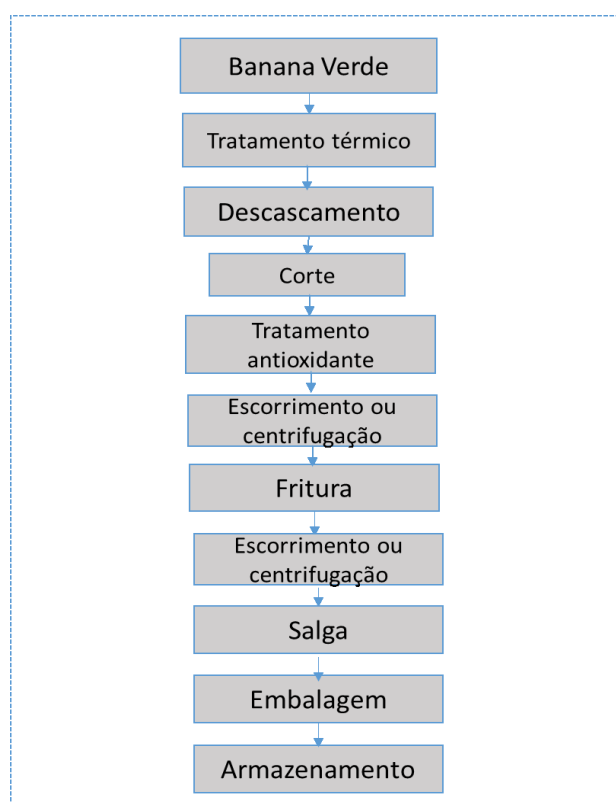 Banana Verde
Tratamento térmico
Descascamento
Corte
Tratamento
antioxidante
Escorrimento ou
centrifugação
Fritura
Escorrimento ou
centrifugação
Salga
Embalagem
Armazenamento